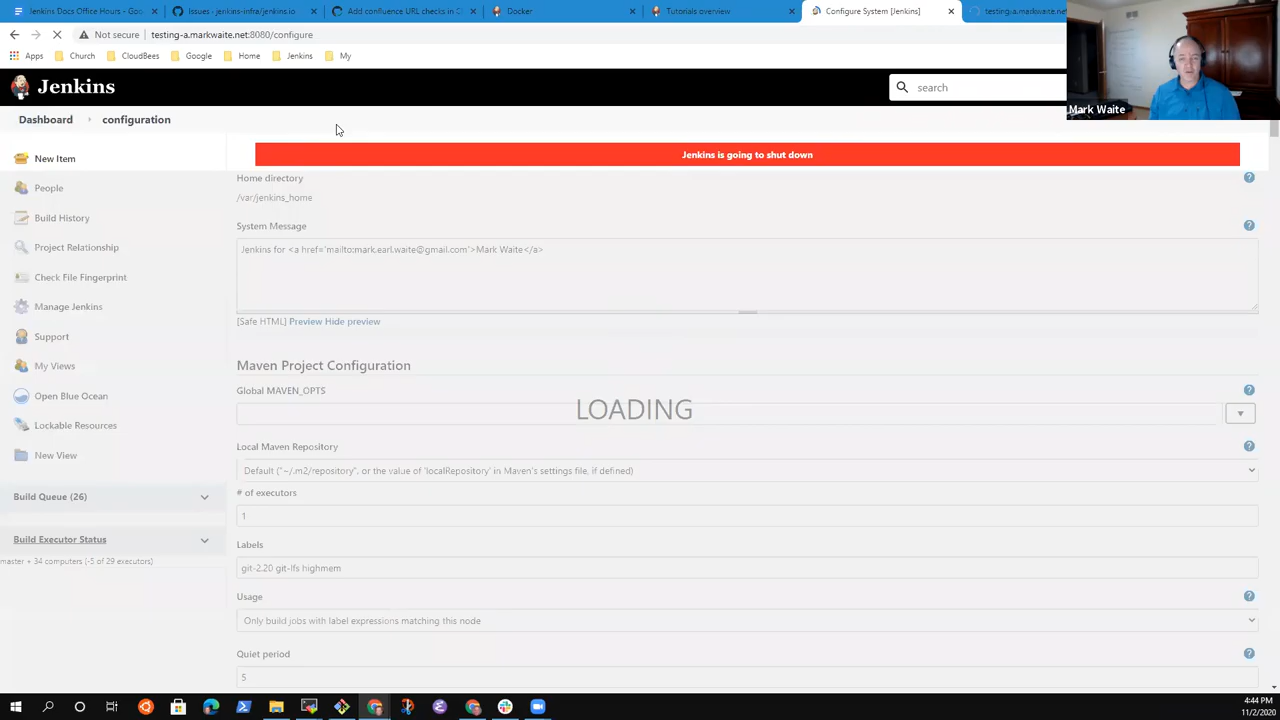 Jenkins Docs Office Hours - Goo
Issues - jenkins-infra/jenkins.io
Add confluence URL checks in C
Docker
Tutorials overview
Configure System [Jenkins]
testing-a.markwaite.net
Not secure
testing-a.markwaite.net:8080/configure
Apps
Church
CloudBees
Google
Home
Jenkins
My
Jenkins
search
Mark Waite
Dashboard
configuration
New Item
People
Build History
Project Relationship
Check File Fingerprint
Manage Jenkins
Support
My Views
Open Blue Ocean
Lockable Resources
New View
Build Queue (26)
Build Executor Status
master + 34 computers (-5 of 29 executors)
Jenkins is going to shut down
Home directory
/var/jenkins_home
System Message
Jenkins for <a href='mailto:mark.earl.waite@gmail.com'>Mark Waite</a>
[Safe HTML] Preview Hide preview
Maven Project Configuration
Global MAVEN_OPTS
LOADING
Local Maven Repository
Default ("~/.m2/repository", or the value of 'localRepository' in Maven's settings file, if defined)
# of executors
1
Labels
git-2.20 git-lfs highmem
Usage
Only build jobs with label expressions matching this node
Quiet period
5
4:44 PM
11/2/2020